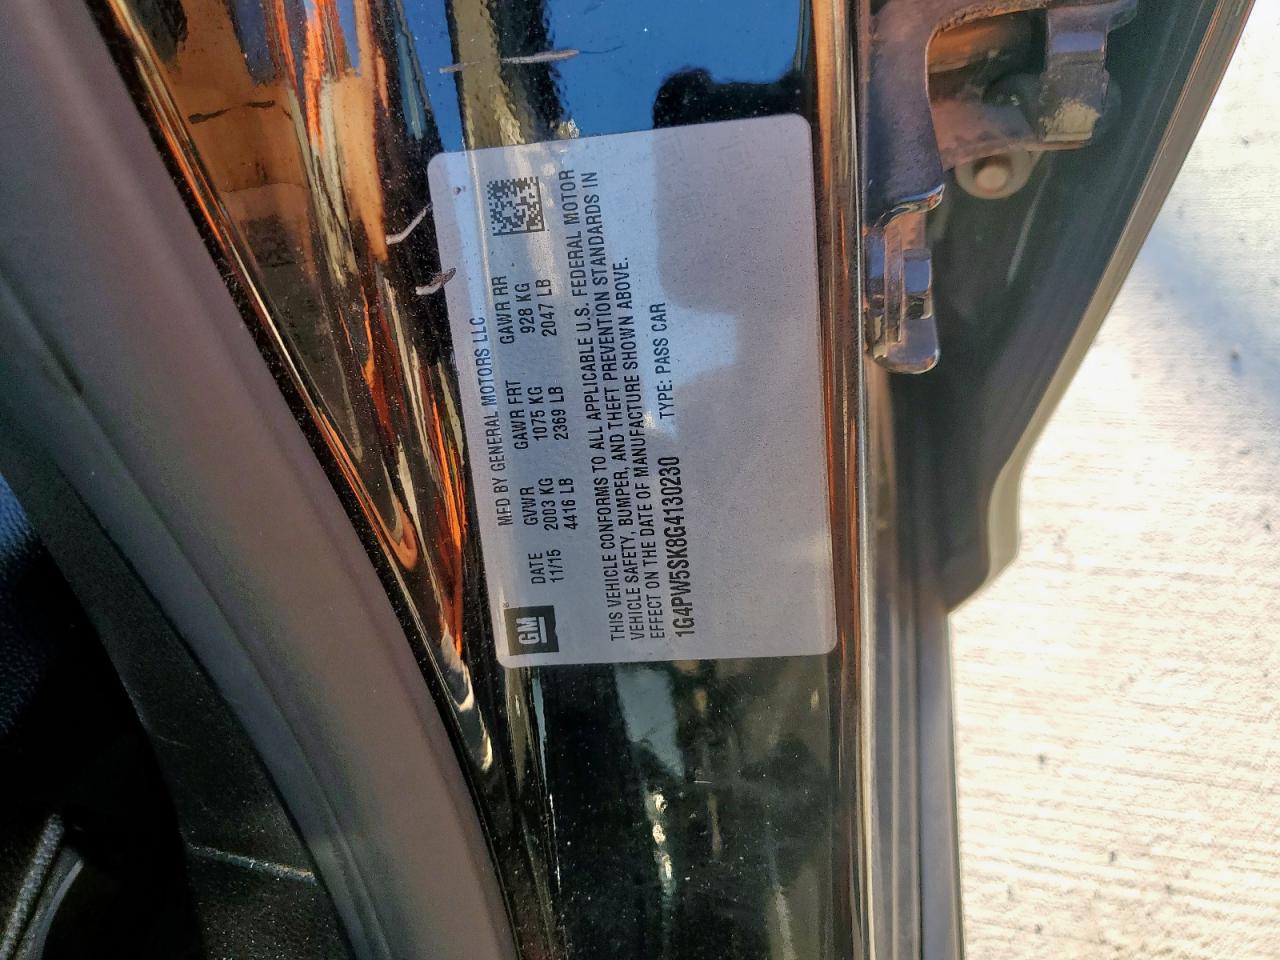 MFD BY GENERAL MOTORS LLC
DATE GVWR GAWR FRT GAWR RR
11/15 2003 KG 1075 KG 928 KG
4416 LB 2369 LB 2047 LB
GM
THIS VEHICLE CONFORMS TO ALL APPLICABLE U.S. FEDERAL MOTOR
VEHICLE SAFETY, BUMPER, AND THEFT PREVENTION STANDARDS IN
EFFECT ON THE DATE OF MANUFACTURE SHOWN ABOVE.
1G4PW5SK8G4130230 TYPE: PASS CAR